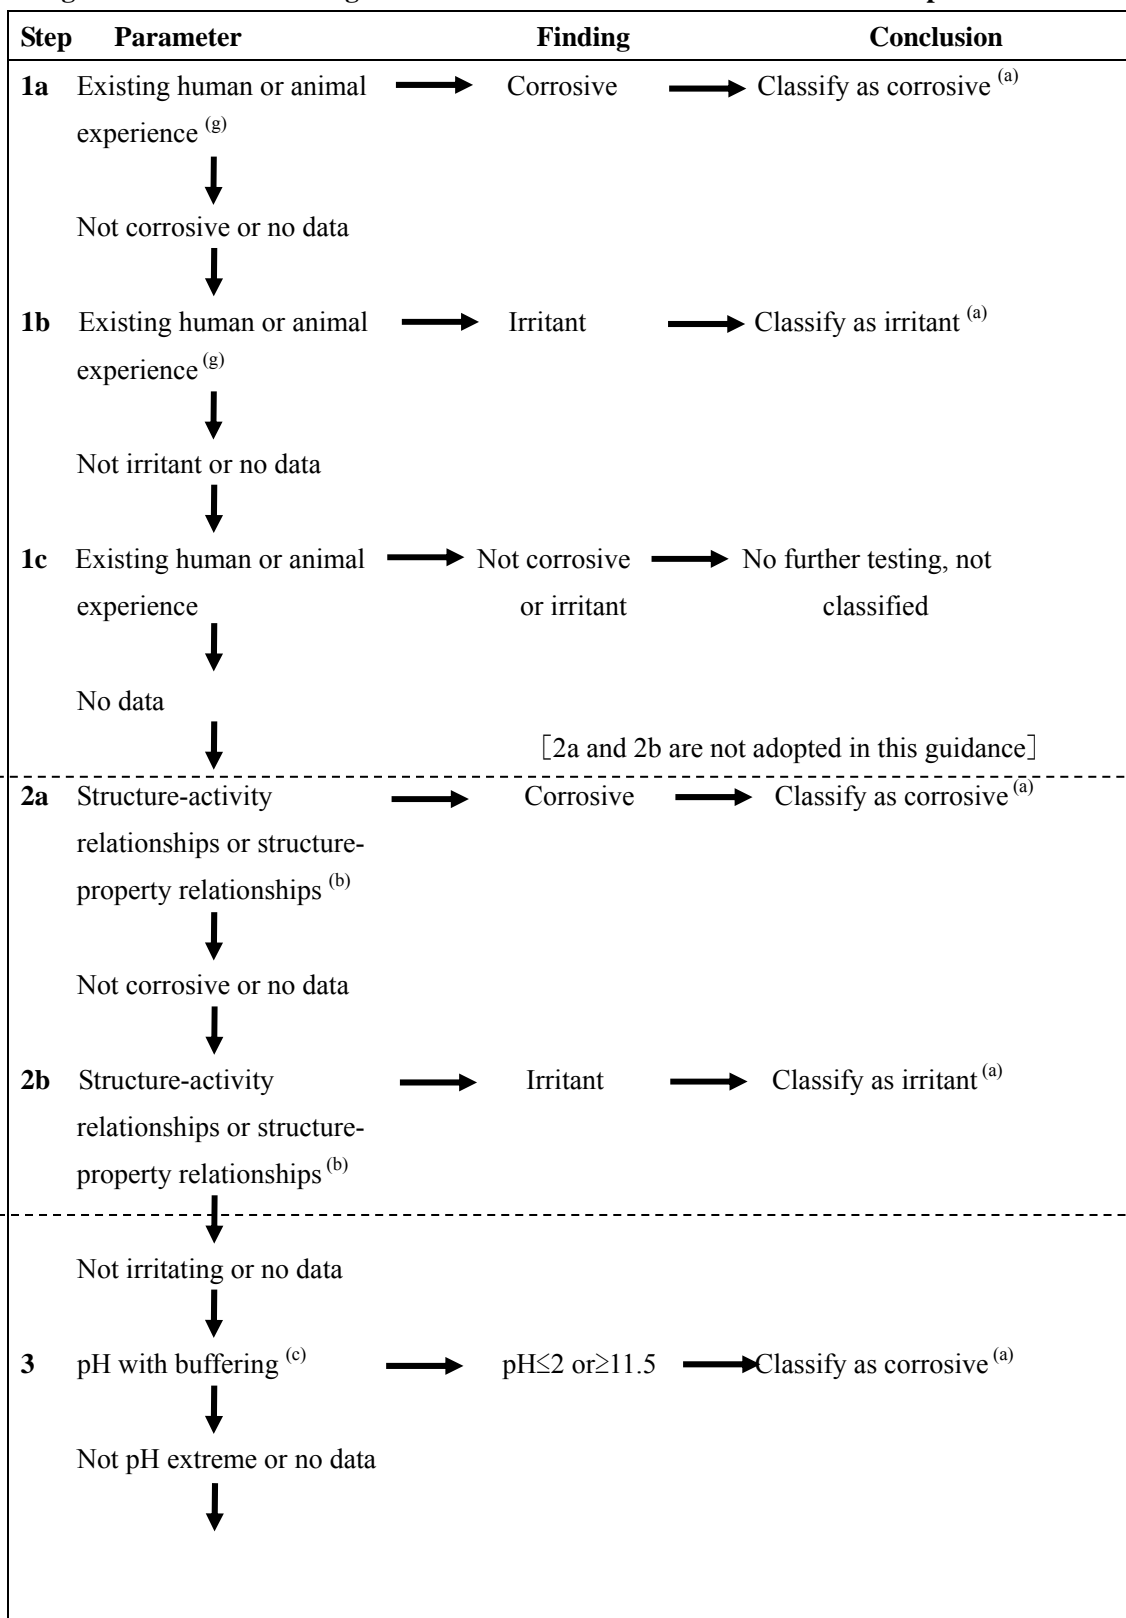 Step Parameter Finding Conclusion
1a Existing human or animal Corrosive Classify as corrosive (a)
experience (g)
Not corrosive or no data
1b Existing human or animal Irritant Classify as irritant (a)
experience (g)
Not irritant or no data
1c Existing human or animal Not corrosive No further testing, not
experience or irritant classified
No data
[2a and 2b are not adopted in this guidance]
2a Structure-activity Corrosive Classify as corrosive (a)
relationships or structure-
property relationships (b)
Not corrosive or no data
2b Structure-activity Irritant Classify as irritant (a)
relationships or structure-
property relationships (b)
Not irritating or no data
3 pH with buffering (c) pH≤2 or≥11.5 Classify as corrosive (a)
Not pH extreme or no data